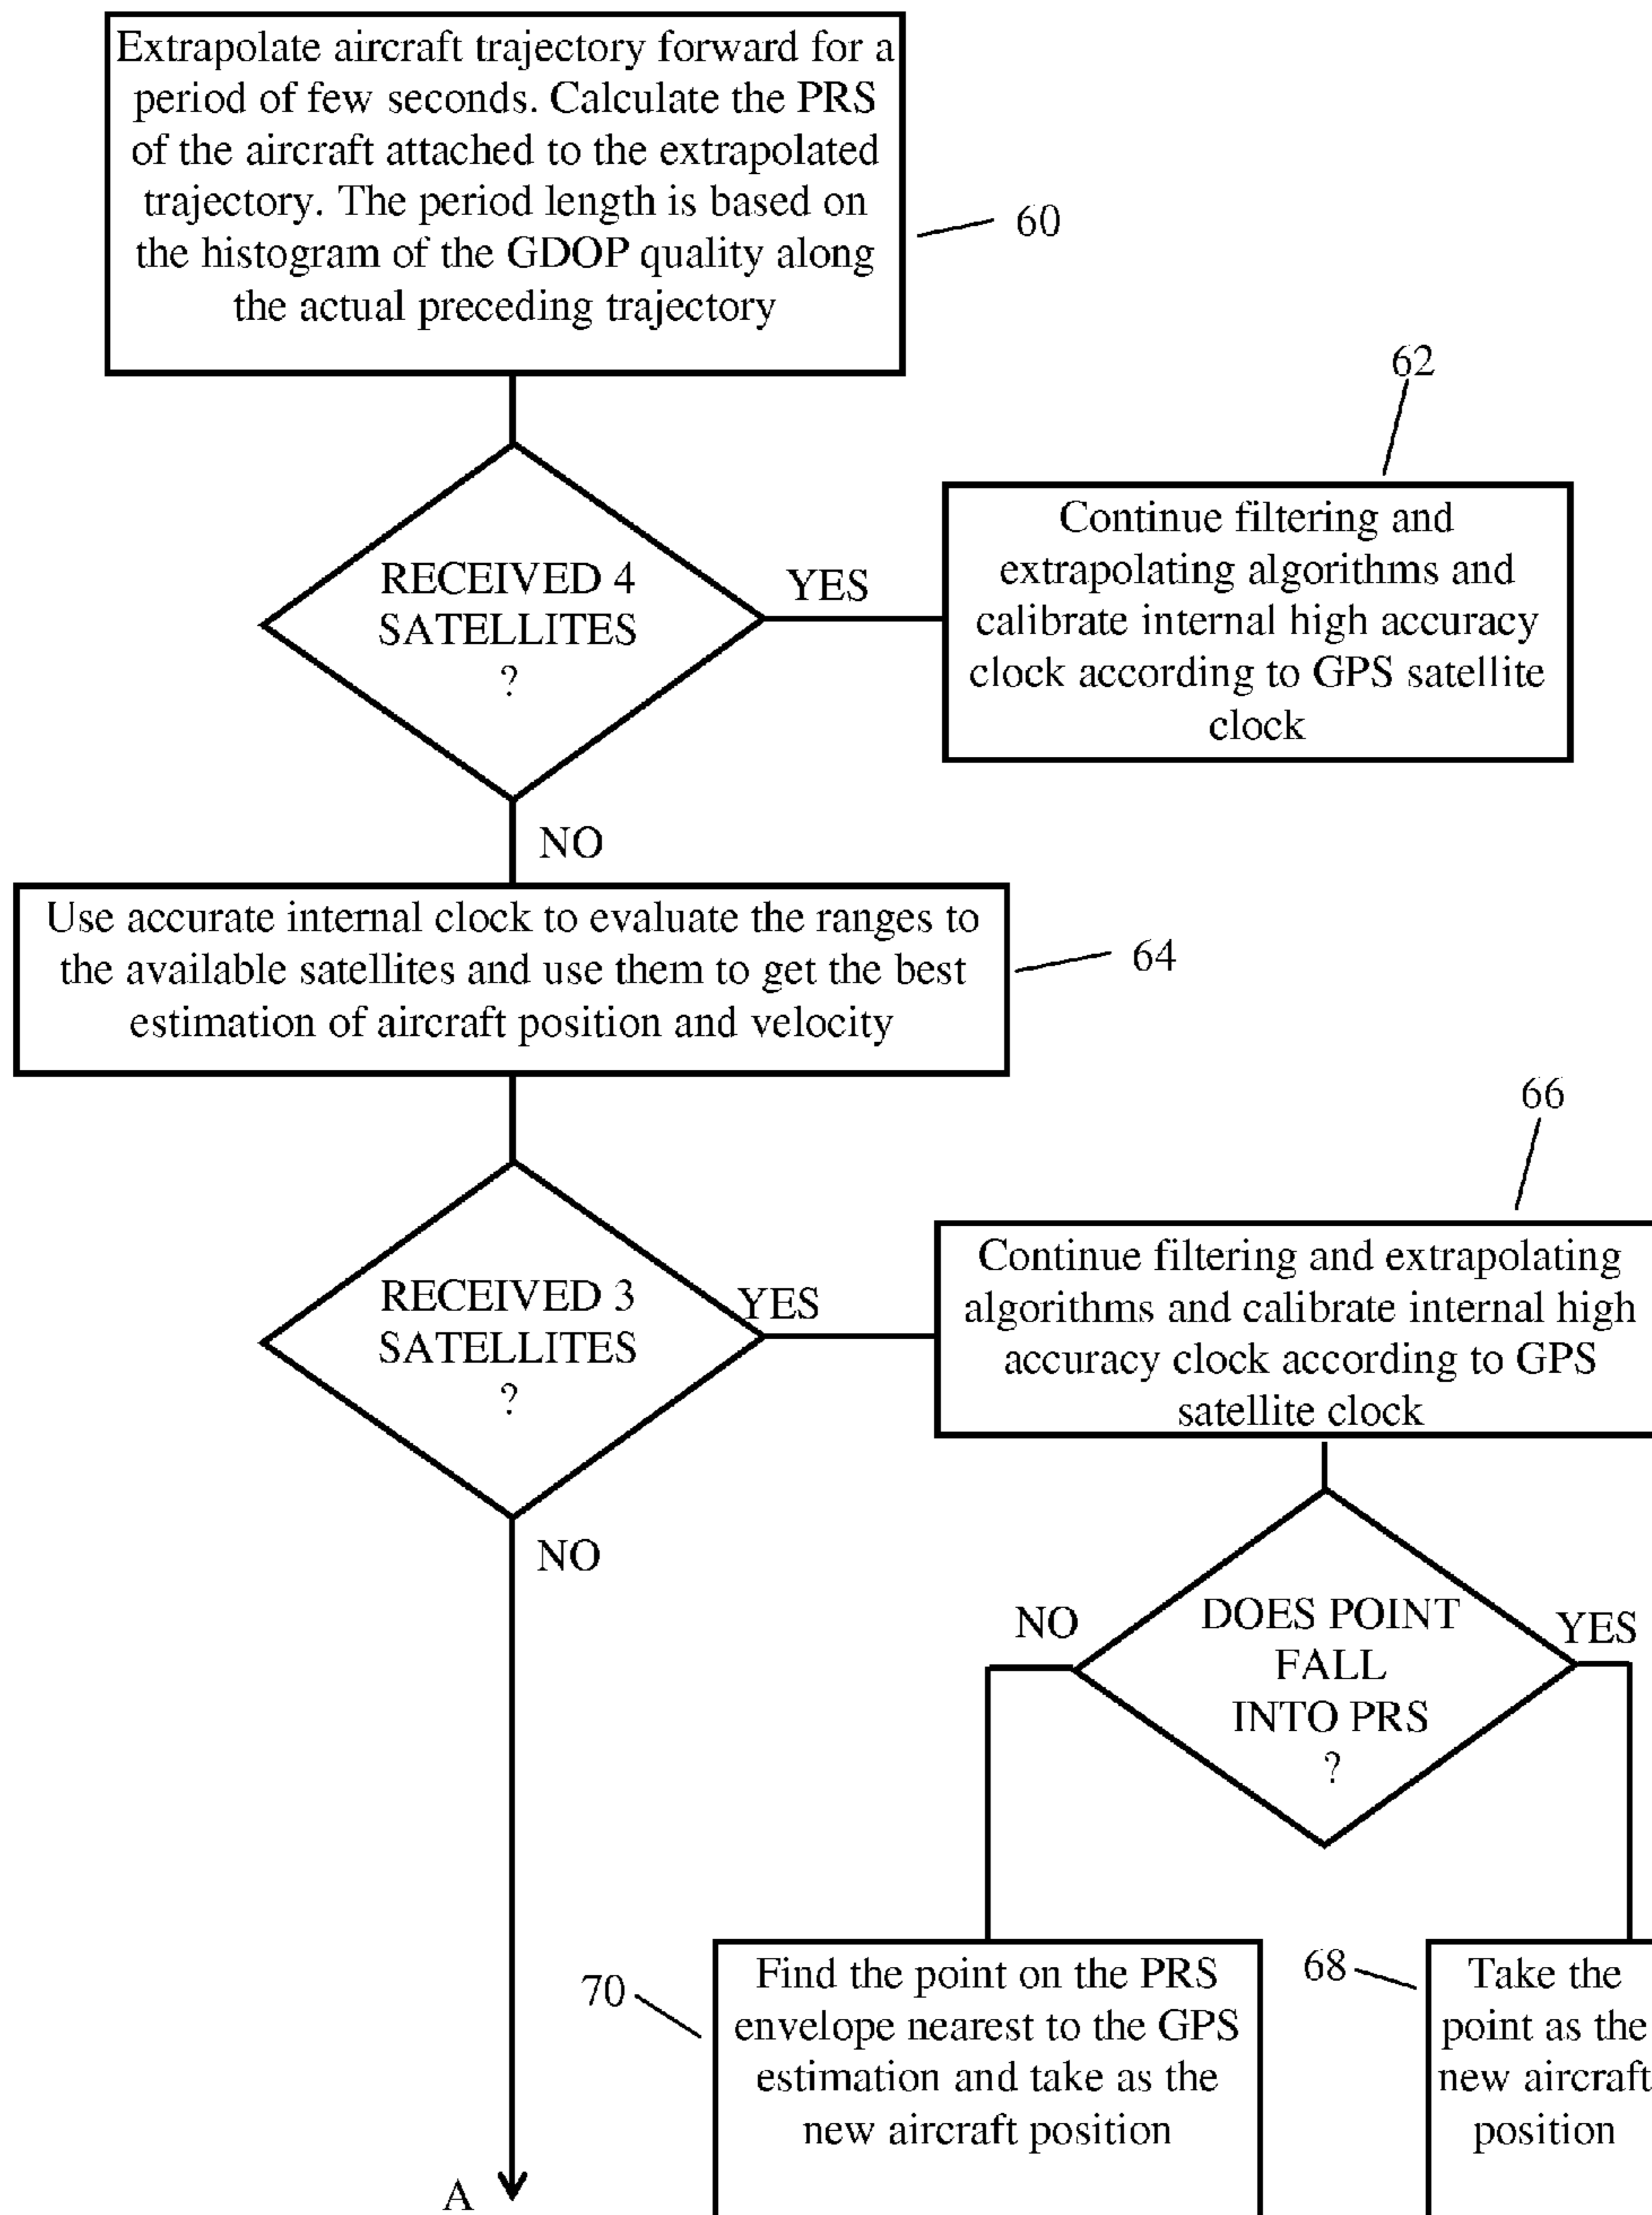 Extrapolate aircraft trajectory forward for a
period of few seconds. Calculate the PRS
of the aircraft attached to the extrapolated
trajectory. The period length is based on
the histogram of the GDOP quality along
the actual preceding trajectory
60
62
RECEIVED 4
SATELLITES
?
YES
Continue filtering and
extrapolating algorithms and
calibrate internal high accuracy
clock according to GPS satellite
clock
NO
Use accurate internal clock to evaluate the ranges to
the available satellites and use them to get the best
estimation of aircraft position and velocity
64
66
RECEIVED 3
SATELLITES
?
YES
Continue filtering and extrapolating
algorithms and calibrate internal high
accuracy clock according to GPS
satellite clock
NO
NO
DOES POINT
FALL
INTO PRS
?
YES
70
Find the point on the PRS
envelope nearest to the GPS
estimation and take as the
new aircraft position
68
Take the
point as the
new aircraft
position
A